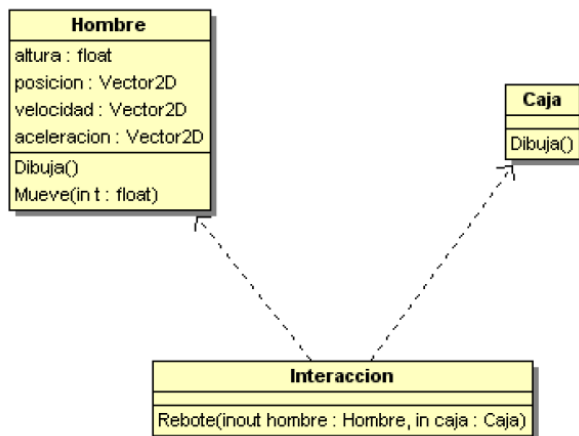 Hombre
altura : float
posicion : Vector2D
velocidad : Vector2D
aceleracion : Vector2D
Dibuja()
Mueve(in t : float)
Caja
Dibuja()
Interaccion
Rebote(inout hombre : Hombre, in caja : Caja)